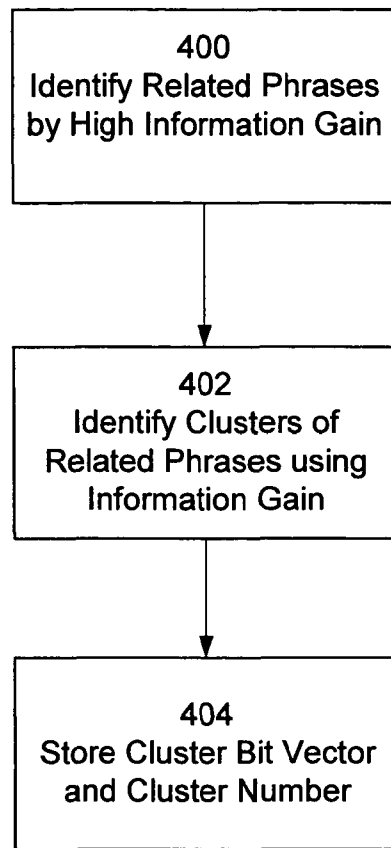 400
Identify Related Phrases
by High Information Gain
402
Identify Clusters of
Related Phrases using
Information Gain
404
Store Cluster Bit Vector
and Cluster Number